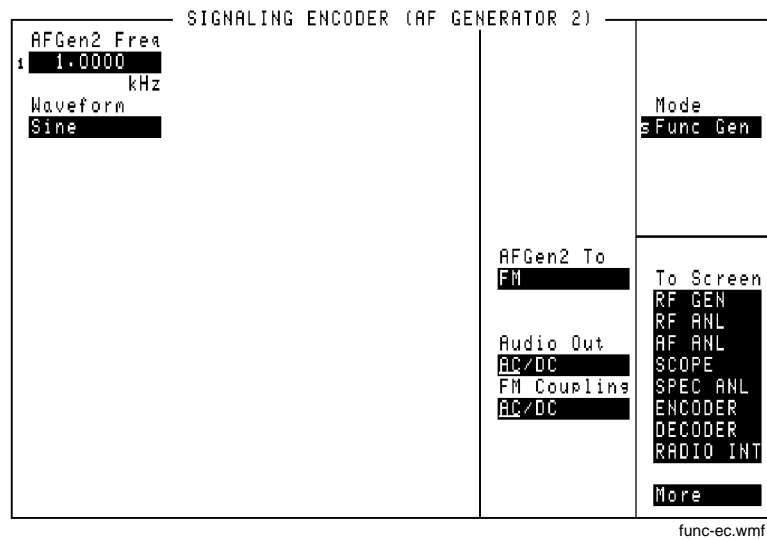 SIGNALING ENCODER (AF GENERATOR 2)
AFGen2 Freq
1 1.0000
kHz
Waveform
Sine
AFGen2 To
FM
Audio Out
AC/DC
FM Coupling
AC/DC
Mode
s Func Gen
To Screen
RF GEN
RF ANL
AF ANL
SCOPE
SPEC ANL
ENCODER
DECODER
RADIO INT
More
func-ec.wmf